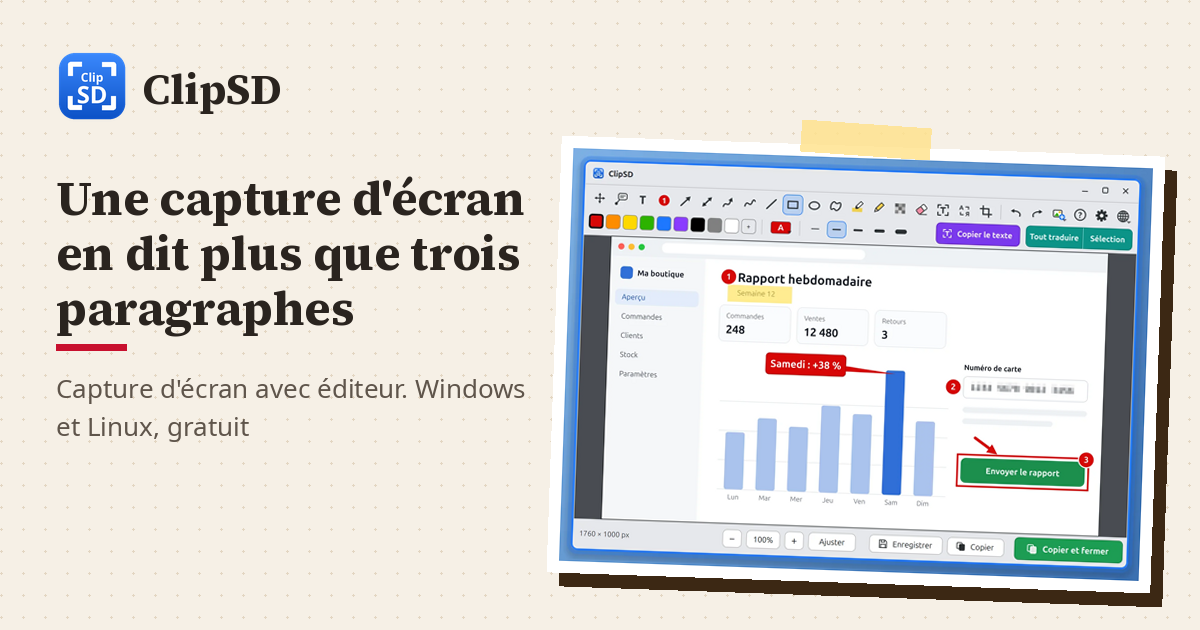 Clip
SD
ClipSD
Une capture d'écran
en dit plus que trois
paragraphes
Capture d'écran avec éditeur. Windows
et Linux, gratuit
Clip
SD
ClipSD
T
1
A
Copier le texte
Tout traduire
Sélection
Ma boutique
Aperçu
Commandes
Clients
Stock
Paramètres
1 Rapport hebdomadaire
Semaine 12
Commandes
248
Ventes
12 480
Retours
3
Samedi : +38 %
Lun Mar Mer Jeu Ven Sam Dim
Numéro de carte
2
3
Envoyer le rapport
1760 × 1000 px
− 100% + Ajuster
Enregistrer
Copier
Copier et fermer